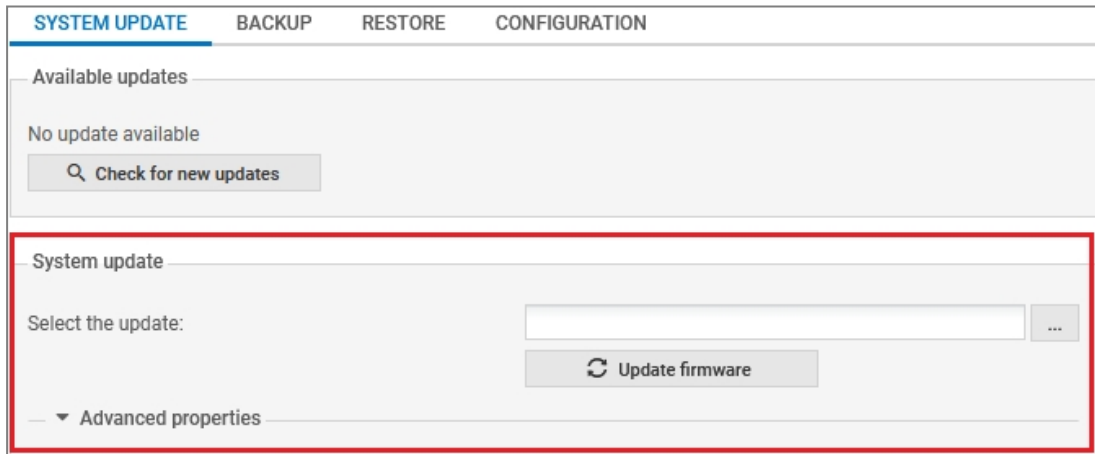 SYSTEM UPDATE BACKUP RESTORE CONFIGURATION
Available updates
No update available
Check for new updates
System update
Select the update:
...
Update firmware
Advanced properties